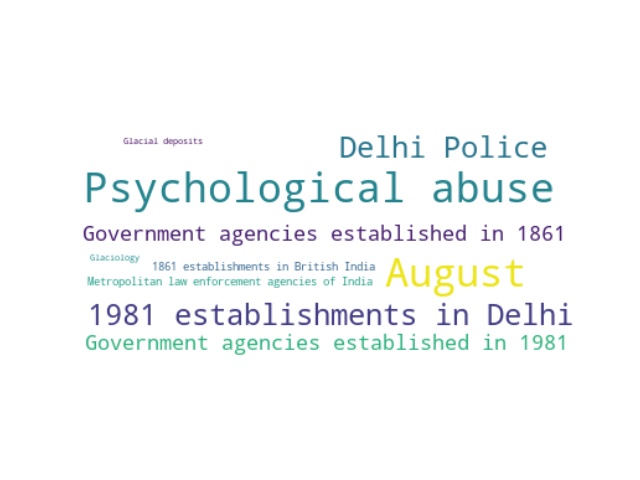 Glacial deposits
Delhi Police
Psychological abuse
Government agencies established in 1861
Glaciology
1861 establishments in British India
Metropolitan law enforcement agencies of India
August
1981 establishments in Delhi
Government agencies established in 1981